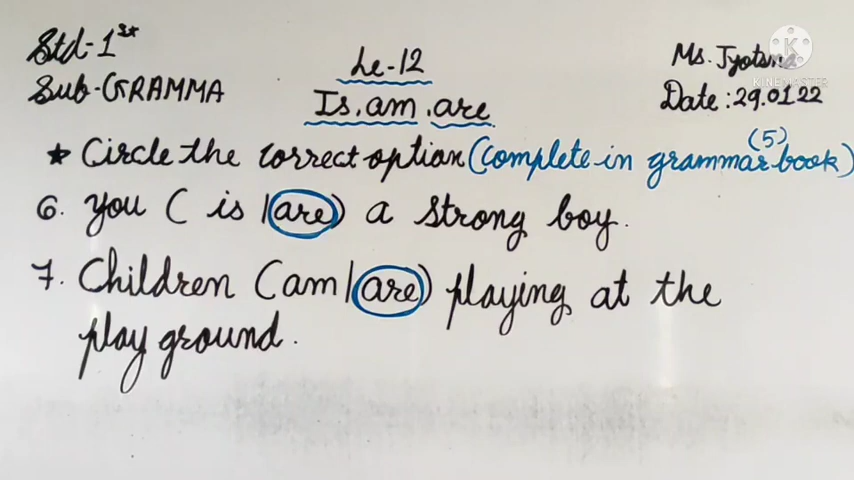 Std-1st
Le-12
Ms. Jyotsna
KINEMASTER
Sub-GRAMMA
Is.am.are
Date:29.01.22
* Circle the correct option (complete in grammar book) (5)
6. you (is|are) a strong boy.
7. Children (am|are) playing at the
play ground.